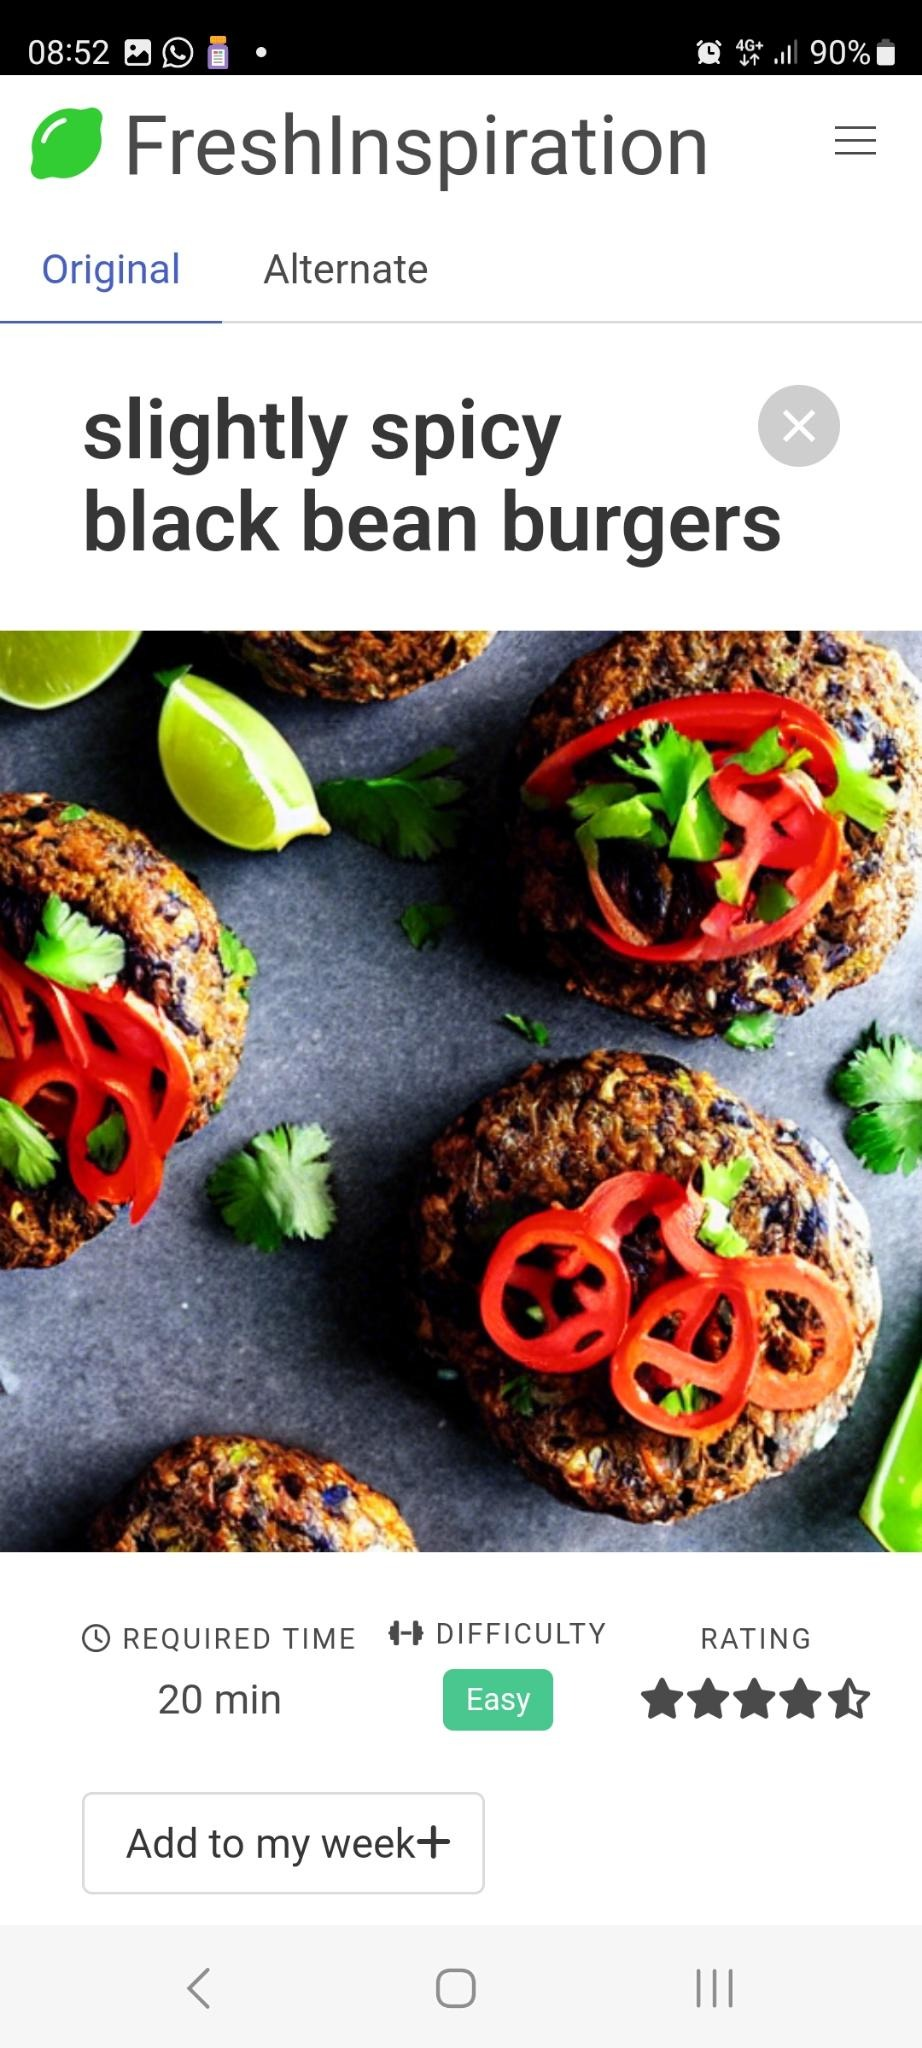 08:52
4G+
90%
FreshInspiration
Original
Alternate
slightly spicy
black bean burgers
REQUIRED TIME
DIFFICULTY
RATING
20 min
Easy
Add to my week+